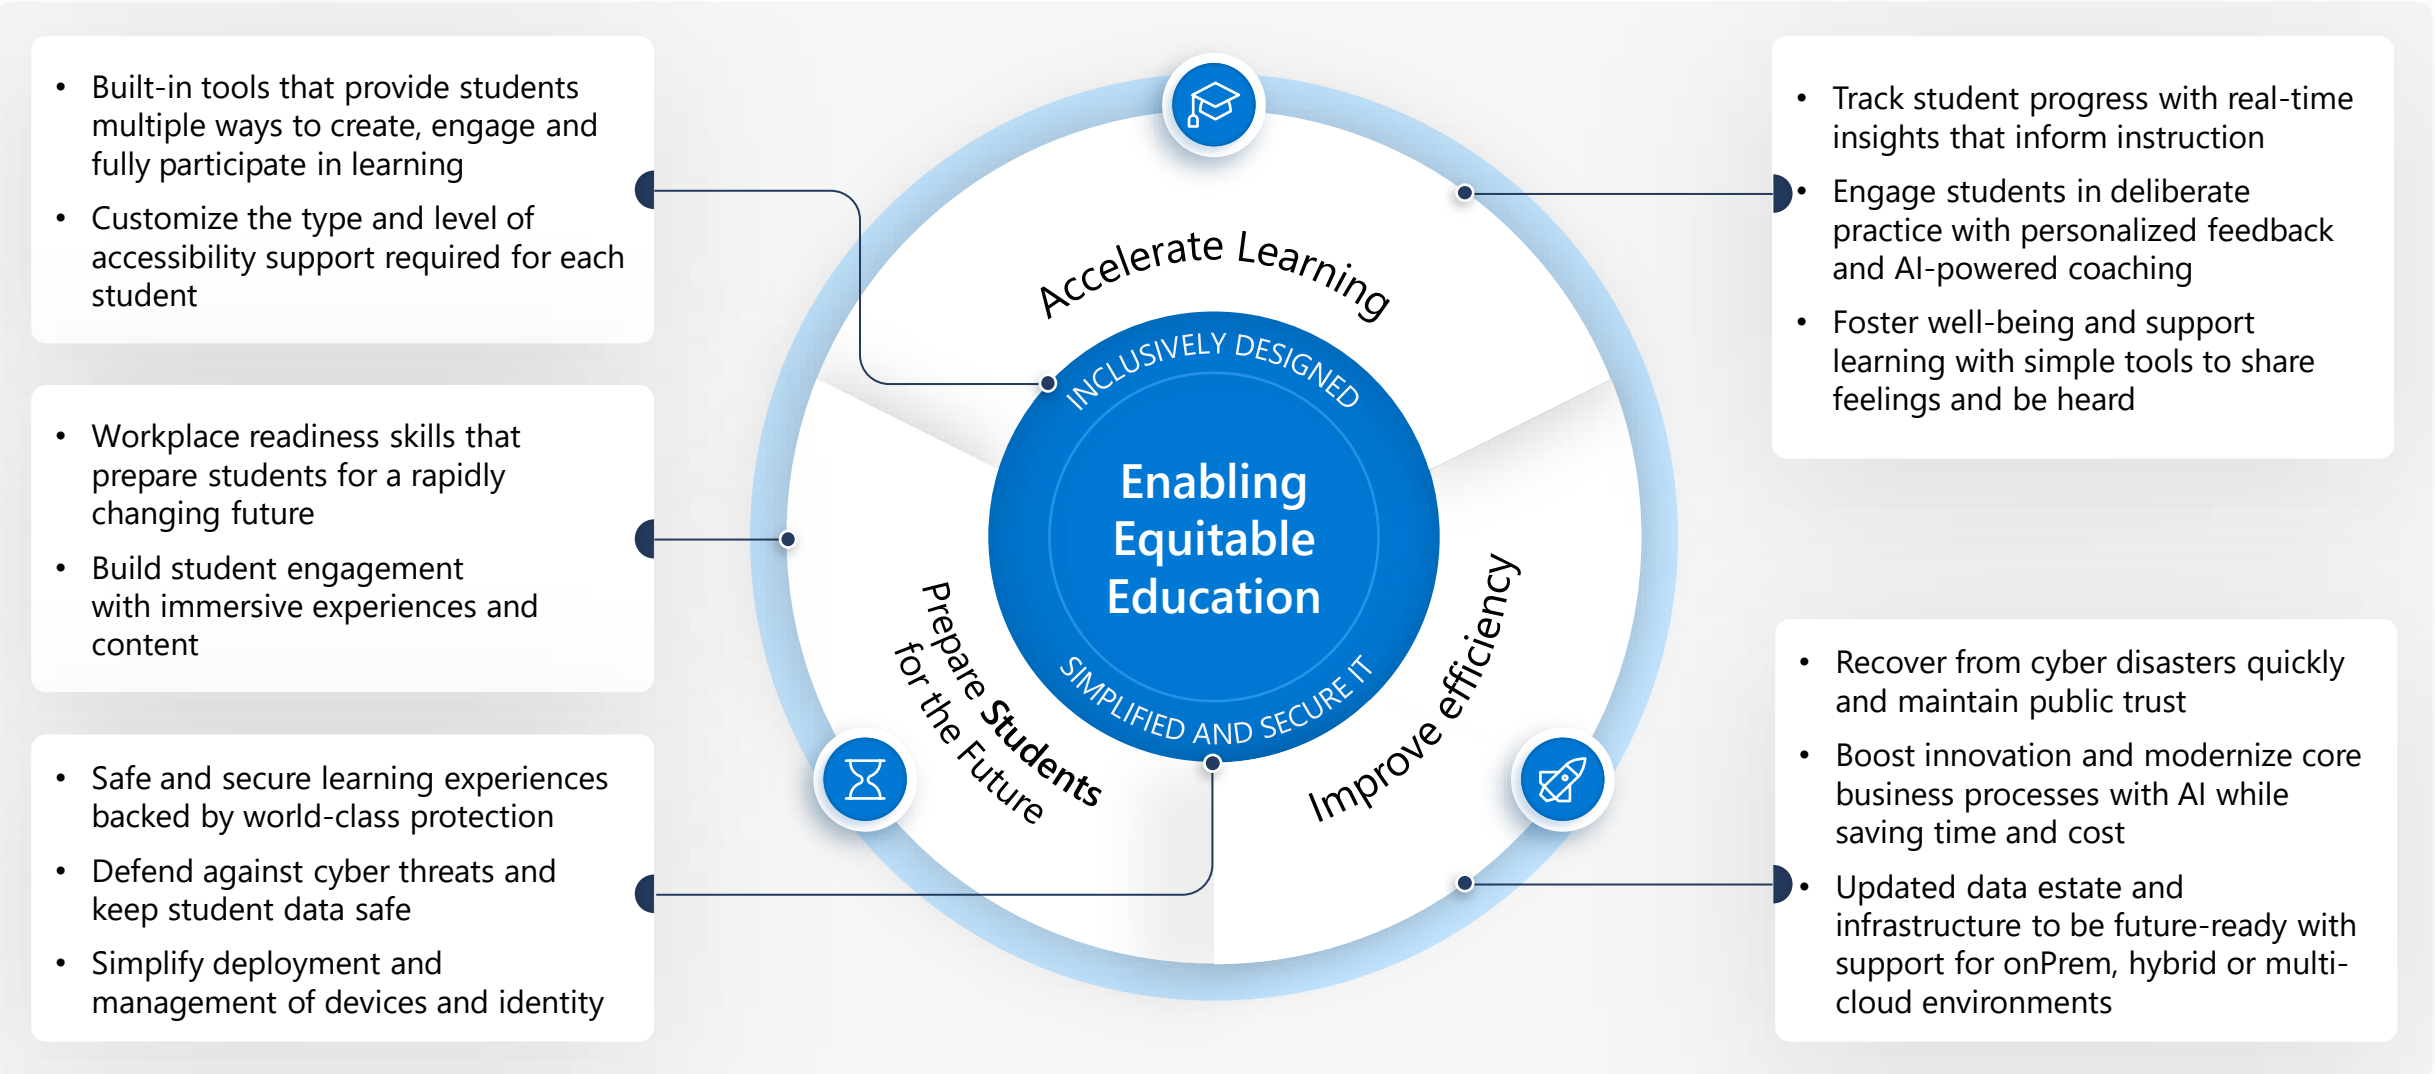 • Built-in tools that provide students
multiple ways to create, engage and
fully participate in learning
• Customize the type and level of
accessibility support required for each
student
• Workplace readiness skills that
prepare students for a rapidly
changing future
• Build student engagement
with immersive experiences and
content
• Safe and secure learning experiences
backed by world-class protection
• Defend against cyber threats and
keep student data safe
• Simplify deployment and
management of devices and identity
Accelerate Learning
INCLUSIVELY DESIGNED
Enabling
Equitable
Education
SIMPLIFIED AND SECURE IT
Prepare Students
for the Future
Improve efficiency
• Track student progress with real-time
insights that inform instruction
• Engage students in deliberate
practice with personalized feedback
and AI-powered coaching
• Foster well-being and support
learning with simple tools to share
feelings and be heard
• Recover from cyber disasters quickly
and maintain public trust
• Boost innovation and modernize core
business processes with AI while
saving time and cost
• Updated data estate and
infrastructure to be future-ready with
support for onPrem, hybrid or multi-
cloud environments